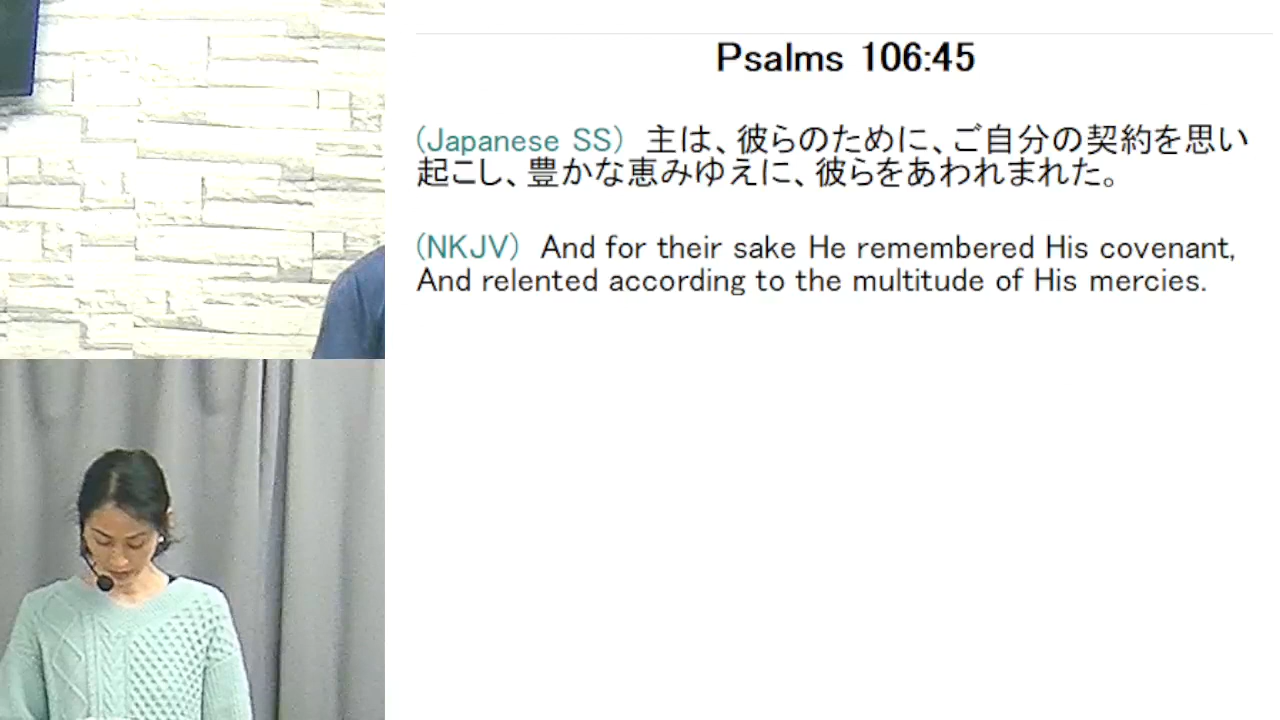 Psalms 106:45
(Japanese SS) 主は、彼らのために、ご自分の契約を思い
起こし、豊かな恵みゆえに、彼らをあわれまれた。
(NKJV) And for their sake He remembered His covenant,
And relented according to the multitude of His mercies.